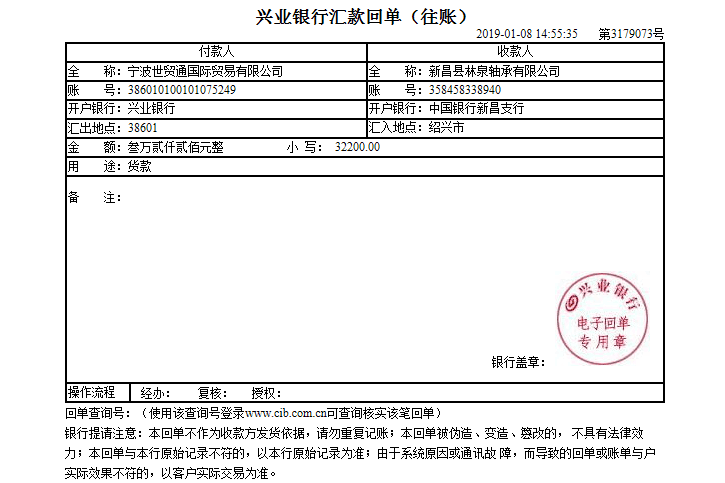 兴业银行汇款回单（往账）
2019-01-08 14:55:35 第3179073号
付款人 收款人
全 称：宁波世贸通国际贸易有限公司 全 称：新昌县林泉轴承有限公司
账 号：386010100101075249 账 号：358458338940
开户银行：兴业银行 开户银行：中国银行新昌支行
汇出地点：38601 汇入地点：绍兴市
金 额：叁万贰仟贰佰元整 小 写： 32200.00
用 途：货款
备 注：
兴业银行
电子回单
专用章
银行盖章：
操作流程 经办： 复核： 授权：
回单查询号：（使用该查询号登录www.cib.com.cn可查询核实该笔回单）
银行提请注意：本回单不作为收款方发货依据，请勿重复记账；本回单被伪造、变造、篡改的， 不具有法律效
力；本回单与本行原始记录不符的，以本行原始记录为准；由于系统原因或通讯故 障，而导致的回单或账单与户
实际效果不符的，以客户实际交易为准。